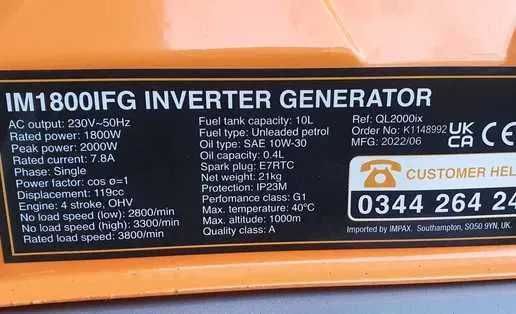 IM1800IFG INVERTER GENERATOR
AC output: 230V~50Hz
Rated power: 1800W
Peak power: 2000W
Rated current: 7.8A
Phase: Single
Power factor: cos ø=1
Displacement: 119cc
Engine: 4 stroke, OHV
No load speed (low): 2800/min
No load speed (high): 3300/min
Rated load speed: 3800/min
Fuel tank capacity: 10L
Fuel type: Unleaded petrol
Oil type: SAE 10W-30
Oil capacity: 0.4L
Spark plug: E7RTC
Net weight: 21kg
Protection: IP23M
Perfomance class: G1
Max. temperature: 40°C
Max. altitude: 1000m
Quality class: A
Ref: QL2000ix
Order No: K1148992
MFG: 2022/06
UK
CA
CE
CUSTOMER HEL
0344 264 24
Imported by IMPAX. Southampton, SO50 9YN, UK.